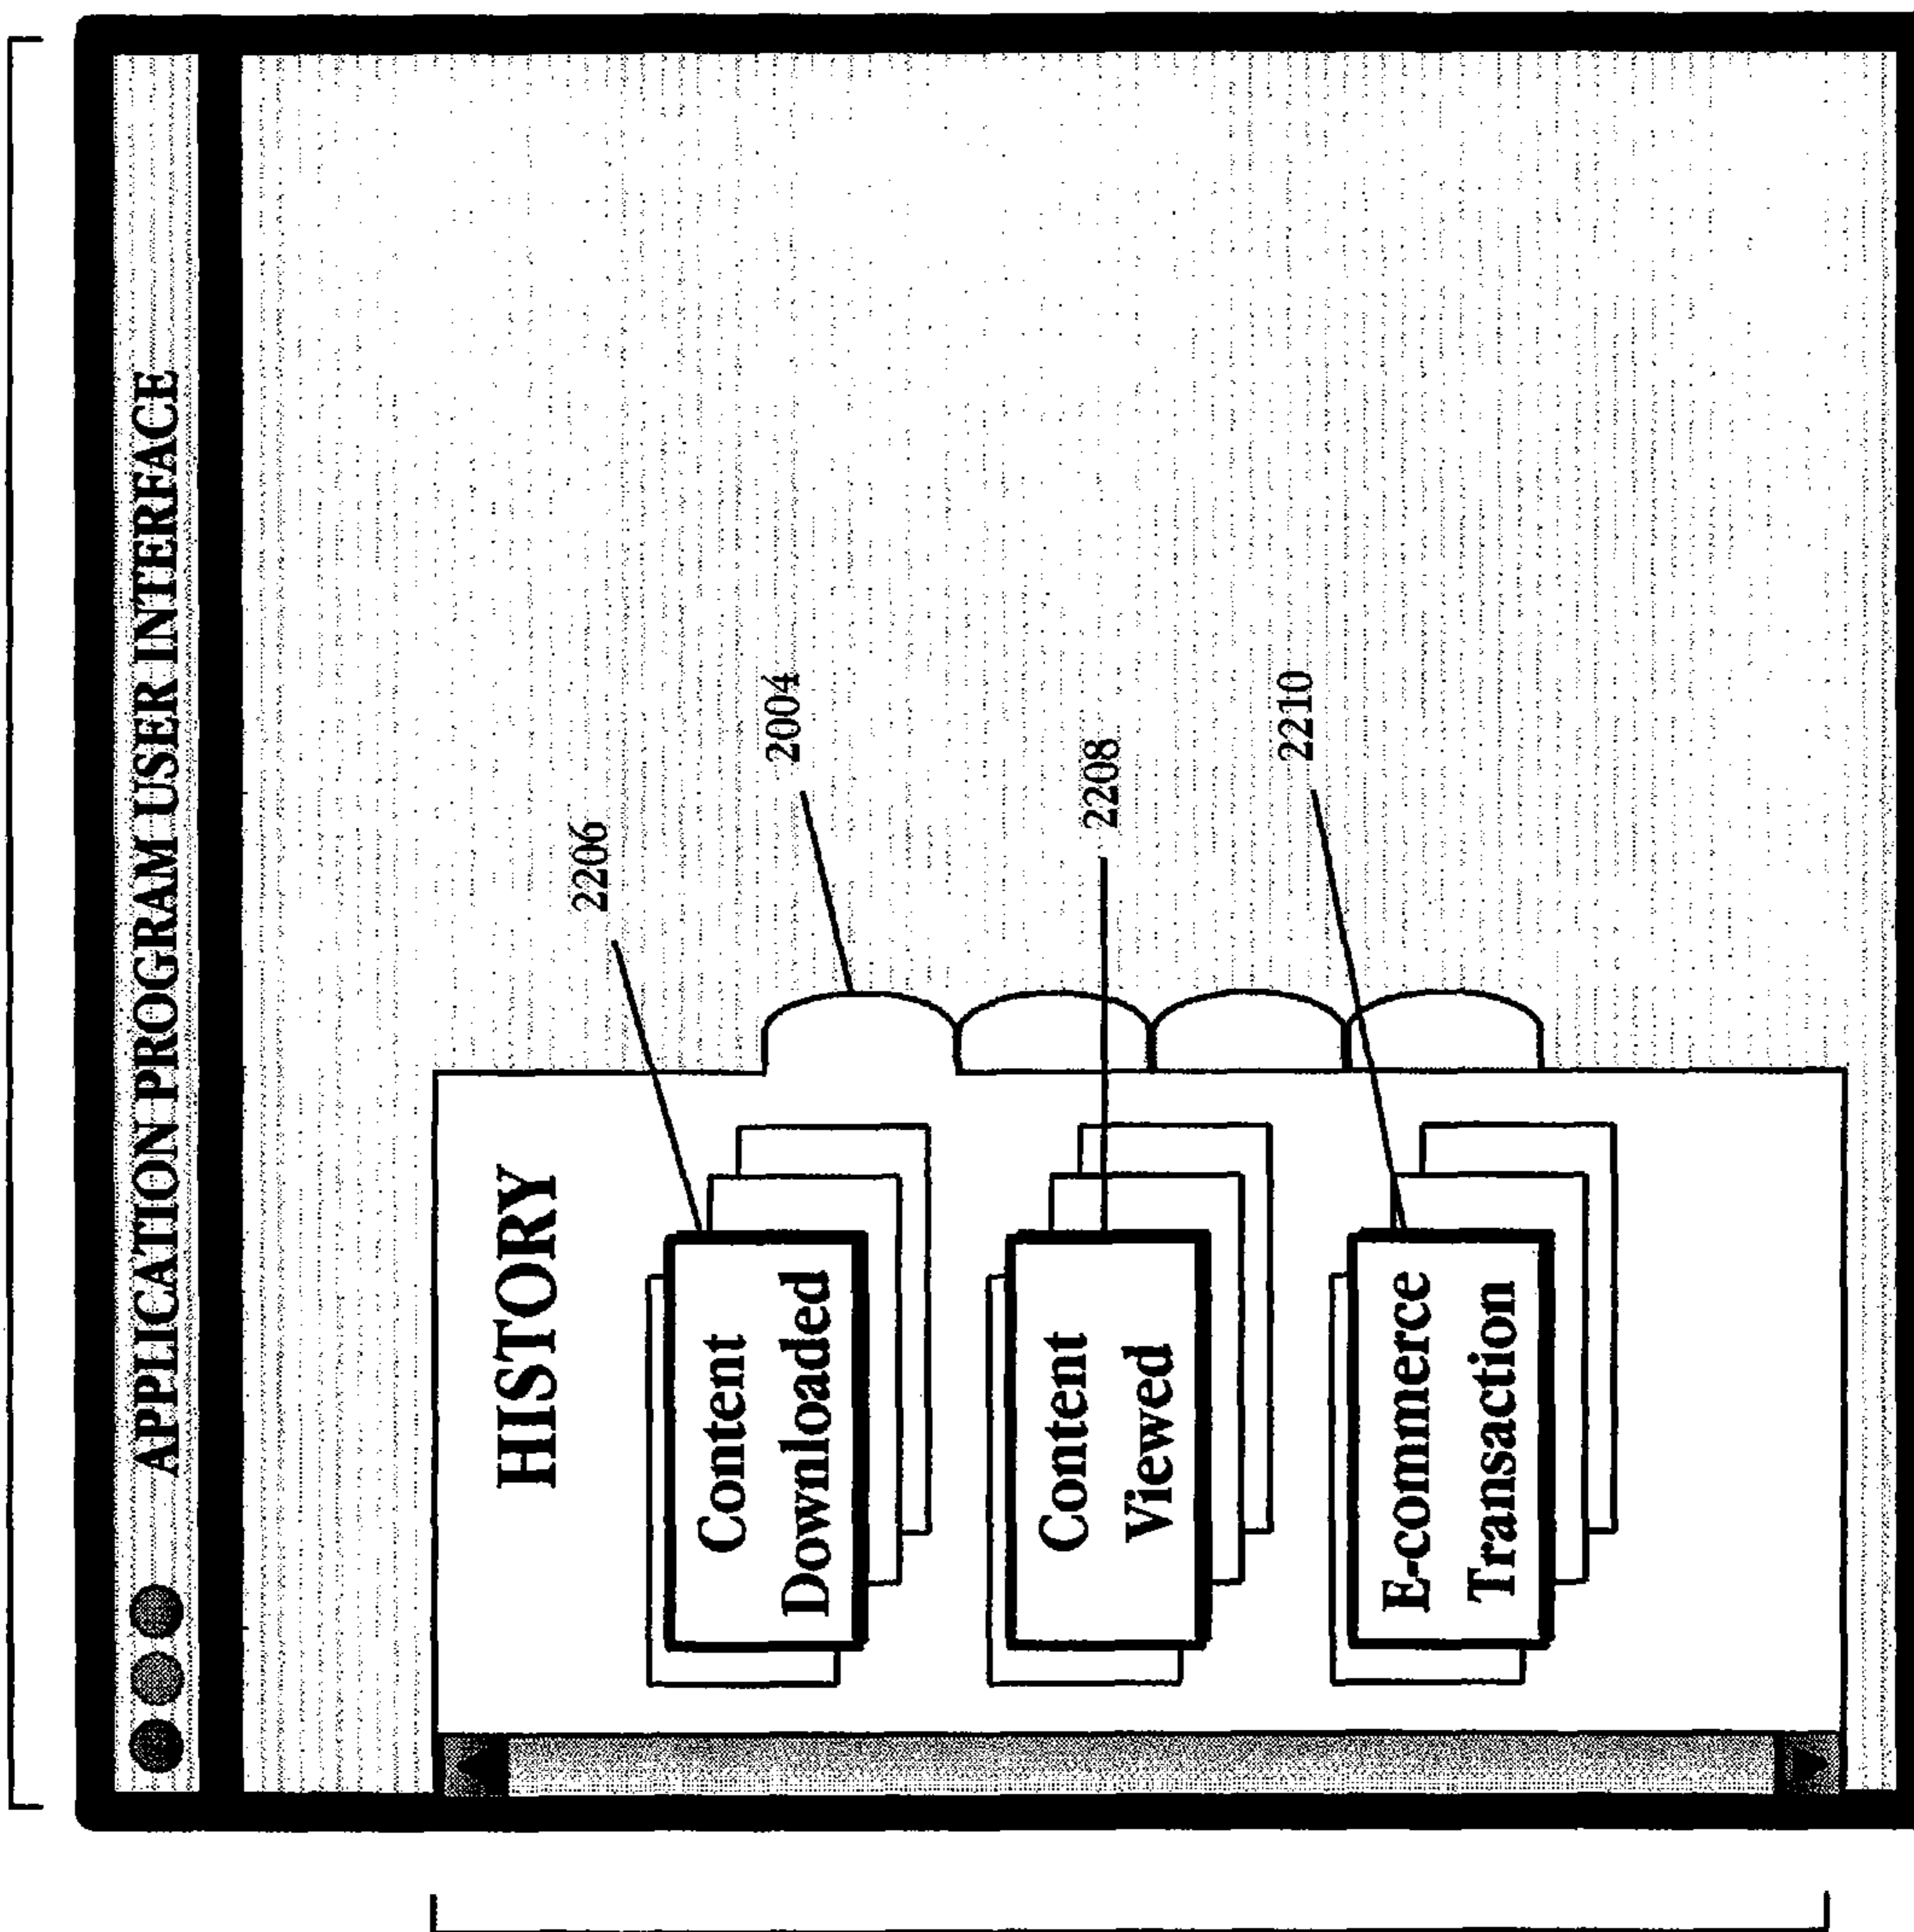 APPLICATION PROGRAM USER INTERFACE
HISTORY
2206
Content
Downloaded
2004
Content
Viewed
2208
E-commerce
Transaction
2210